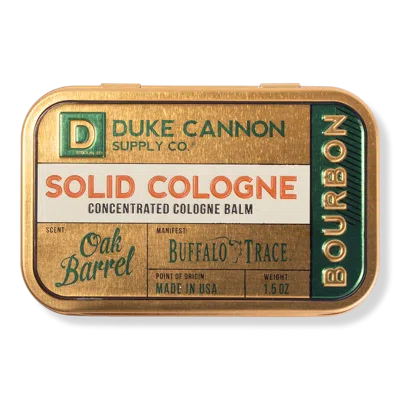 D
DUKE CANNON
SUPPLY CO.
SOLID COLOGNE
CONCENTRATED COLOGNE BALM
SCENT:
Oak
Barrel
MANIFEST:
BUFFALO TRACE
POINT OF ORIGIN:
MADE IN USA
WEIGHT:
1.5 OZ
BOURBON